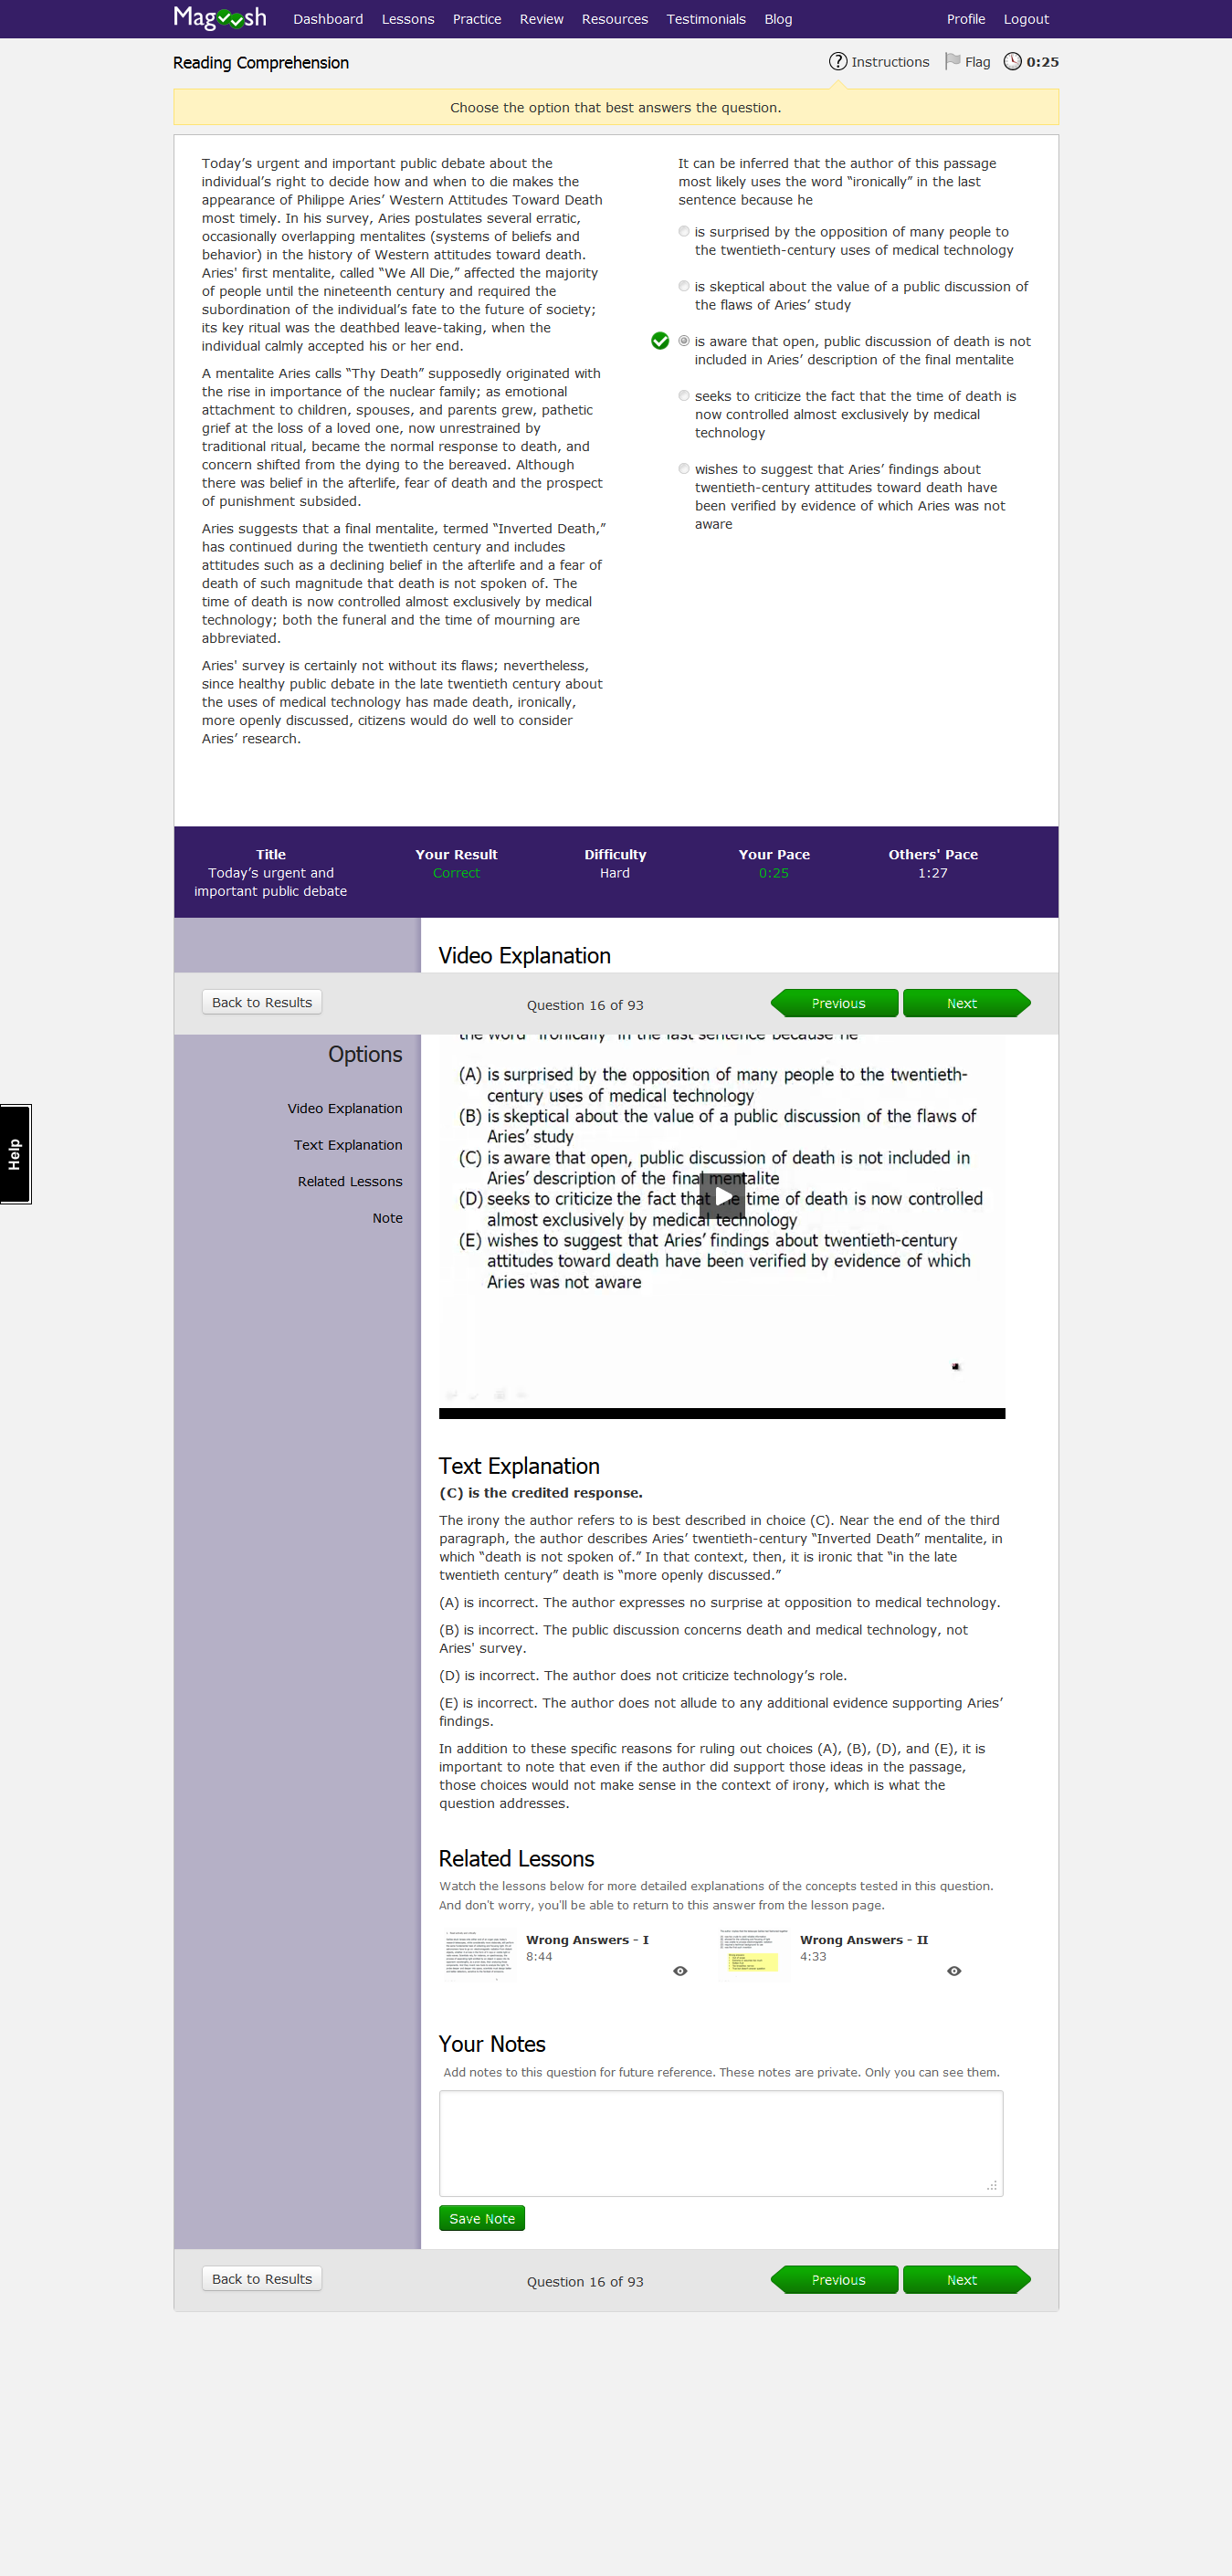 Magoosh Dashboard Lessons Practice Review Resources Testimonials Blog Profile Logout
Reading Comprehension
? Instructions Flag 0:25
Choose the option that best answers the question.
Today’s urgent and important public debate about the
individual’s right to decide how and when to die makes the
appearance of Philippe Aries’ Western Attitudes Toward Death
most timely. In his survey, Aries postulates several erratic,
occasionally overlapping mentalites (systems of beliefs and
behavior) in the history of Western attitudes toward death.
Aries' first mentalite, called “We All Die,” affected the majority
of people until the nineteenth century and required the
subordination of the individual’s fate to the future of society;
its key ritual was the deathbed leave-taking, when the
individual calmly accepted his or her end.
A mentalite Aries calls “Thy Death” supposedly originated with
the rise in importance of the nuclear family; as emotional
attachment to children, spouses, and parents grew, pathetic
grief at the loss of a loved one, now unrestrained by
traditional ritual, became the normal response to death, and
concern shifted from the dying to the bereaved. Although
there was belief in the afterlife, fear of death and the prospect
of punishment subsided.
Aries suggests that a final mentalite, termed “Inverted Death,”
has continued during the twentieth century and includes
attitudes such as a declining belief in the afterlife and a fear of
death of such magnitude that death is not spoken of. The
time of death is now controlled almost exclusively by medical
technology; both the funeral and the time of mourning are
abbreviated.
Aries' survey is certainly not without its flaws; nevertheless,
since healthy public debate in the late twentieth century about
the uses of medical technology has made death, ironically,
more openly discussed, citizens would do well to consider
Aries’ research.
It can be inferred that the author of this passage
most likely uses the word “ironically” in the last
sentence because he
is surprised by the opposition of many people to
the twentieth-century uses of medical technology
is skeptical about the value of a public discussion of
the flaws of Aries’ study
is aware that open, public discussion of death is not
included in Aries’ description of the final mentalite
seeks to criticize the fact that the time of death is
now controlled almost exclusively by medical
technology
wishes to suggest that Aries’ findings about
twentieth-century attitudes toward death have
been verified by evidence of which Aries was not
aware
Title Your Result Difficulty Your Pace Others' Pace
Today’s urgent and Correct Hard 0:25 1:27
important public debate
Video Explanation
Back to Results Question 16 of 93 Previous Next
Options
Video Explanation
Text Explanation
Related Lessons
Note
Help
the word "ironically" in the last sentence because he
(A) is surprised by the opposition of many people to the twentieth-
century uses of medical technology
(B) is skeptical about the value of a public discussion of the flaws of
Aries’ study
(C) is aware that open, public discussion of death is not included in
Aries’ description of the final mentalite
(D) seeks to criticize the fact that the time of death is now controlled
almost exclusively by medical technology
(E) wishes to suggest that Aries’ findings about twentieth-century
attitudes toward death have been verified by evidence of which
Aries was not aware
Text Explanation
(C) is the credited response.
The irony the author refers to is best described in choice (C). Near the end of the third
paragraph, the author describes Aries’ twentieth-century “Inverted Death” mentalite, in
which “death is not spoken of.” In that context, then, it is ironic that “in the late
twentieth century” death is “more openly discussed.”
(A) is incorrect. The author expresses no surprise at opposition to medical technology.
(B) is incorrect. The public discussion concerns death and medical technology, not
Aries' survey.
(D) is incorrect. The author does not criticize technology’s role.
(E) is incorrect. The author does not allude to any additional evidence supporting Aries’
findings.
In addition to these specific reasons for ruling out choices (A), (B), (D), and (E), it is
important to note that even if the author did support those ideas in the passage,
those choices would not make sense in the context of irony, which is what the
question addresses.
Related Lessons
Watch the lessons below for more detailed explanations of the concepts tested in this question.
And don't worry, you'll be able to return to this answer from the lesson page.
Wrong Answers - I
8:44
Wrong Answers - II
4:33
Your Notes
Add notes to this question for future reference. These notes are private. Only you can see them.
Save Note
Back to Results Question 16 of 93 Previous Next